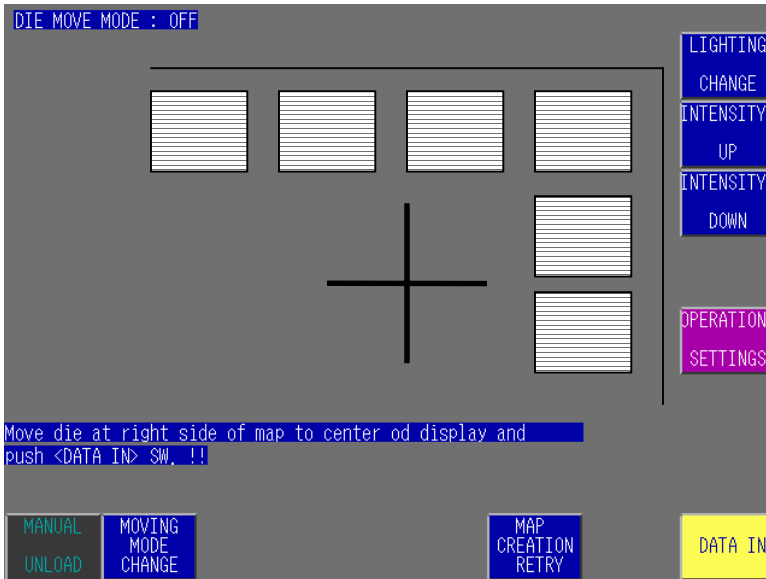 DIE MOVE MODE : OFF
LIGHTING
CHANGE
INTENSITY
UP
INTENSITY
DOWN
OPERATION
SETTINGS
Move die at right side of map to center od display and
push <DATA IN> SW. !!
MANUAL
UNLOAD
MOVING
MODE
CHANGE
MAP
CREATION
RETRY
DATA IN